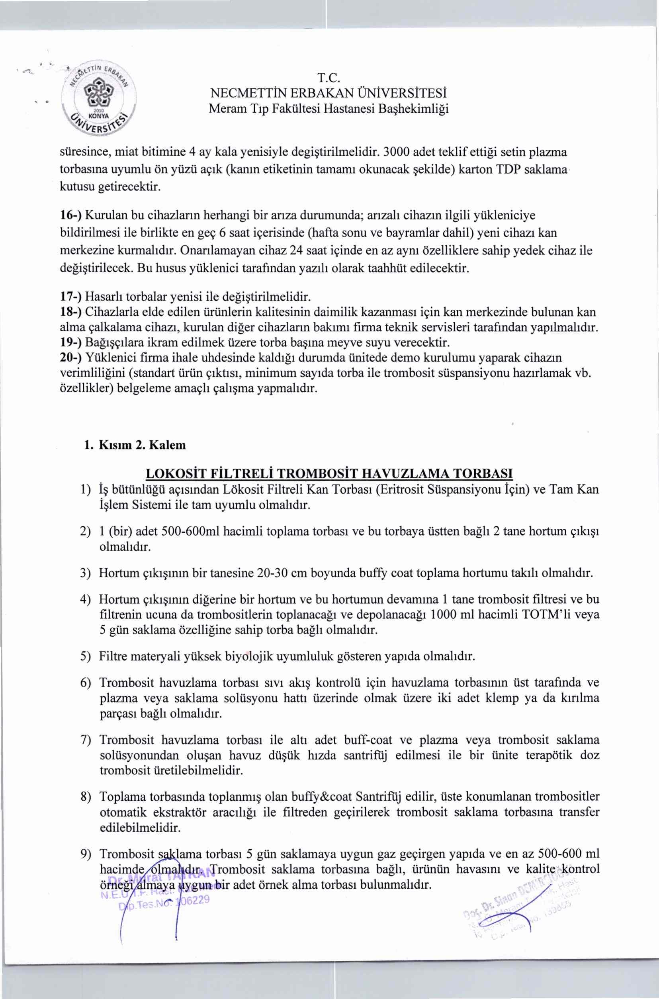 NECMETTİN ERBAKAN
2010
KONYA
ÜNİVERSİTESİ
T.C.
NECMETTİN ERBAKAN ÜNİVERSİTESİ
Meram Tıp Fakültesi Hastanesi Başhekimliği
süresince, miat bitimine 4 ay kala yenisiyle degiştirilmelidir. 3000 adet teklif ettiği setin plazma
torbasına uyumlu ön yüzü açık (kanın etiketinin tamamı okunacak şekilde) karton TDP saklama
kutusu getirecektir.
16-) Kurulan bu cihazların herhangi bir arıza durumunda; arızalı cihazın ilgili yükleniciye
bildirilmesi ile birlikte en geç 6 saat içerisinde (hafta sonu ve bayramlar dahil) yeni cihazı kan
merkezine kurmalıdır. Onarılamayan cihaz 24 saat içinde en az aynı özelliklere sahip yedek cihaz ile
değiştirilecek. Bu husus yüklenici tarafından yazılı olarak taahhüt edilecektir.
17-) Hasarlı torbalar yenisi ile değiştirilmelidir.
18-) Cihazlarla elde edilen ürünlerin kalitesinin daimilik kazanması için kan merkezinde bulunan kan
alma çalkalama cihazı, kurulan diğer cihazların bakımı firma teknik servisleri tarafından yapılmalıdır.
19-) Bağışçılara ikram edilmek üzere torba başına meyve suyu verecektir.
20-) Yüklenici firma ihale uhdesinde kaldığı durumda ünitede demo kurulumu yaparak cihazın
verimliliğini (standart ürün çıktısı, minimum sayıda torba ile trombosit süspansiyonu hazırlamak vb.
özellikler) belgeleme amaçlı çalışma yapmalıdır.
1. Kısım 2. Kalem
LOKOSİT FİLTRELİ TROMBOSİT HAVUZLAMA TORBASI
1) İş bütünlüğü açısından Lökosit Filtreli Kan Torbası (Eritrosit Süspansiyonu İçin) ve Tam Kan
İşlem Sistemi ile tam uyumlu olmalıdır.
2) 1 (bir) adet 500-600ml hacimli toplama torbası ve bu torbaya üstten bağlı 2 tane hortum çıkışı
olmalıdır.
3) Hortum çıkışının bir tanesine 20-30 cm boyunda buffy coat toplama hortumu takılı olmalıdır.
4) Hortum çıkışının diğerine bir hortum ve bu hortumun devamına 1 tane trombosit filtresi ve bu
filtrenin ucuna da trombositlerin toplanacağı ve depolanacağı 1000 ml hacimli TOTM'li veya
5 gün saklama özelliğine sahip torba bağlı olmalıdır.
5) Filtre materyali yüksek biyolojik uyumluluk gösteren yapıda olmalıdır.
6) Trombosit havuzlama torbası sıvı akış kontrolü için havuzlama torbasının üst tarafında ve
plazma veya saklama solüsyonu hattı üzerinde olmak üzere iki adet klemp ya da kırılma
parçası bağlı olmalıdır.
7) Trombosit havuzlama torbası ile altı adet buff-coat ve plazma veya trombosit saklama
solüsyonundan oluşan havuz düşük hızda santrifüj edilmesi ile bir ünite terapötik doz
trombosit üretilebilmelidir.
8) Toplama torbasında toplanmış olan buffy&coat Santrifüj edilir, üste konumlanan trombositler
otomatik ekstraktör aracılığı ile filtreden geçirilerek trombosit saklama torbasına transfer
edilebilmelidir.
9) Trombosit saklama torbası 5 gün saklamaya uygun gaz geçirgen yapıda ve en az 500-600 ml
hacimde olmalıdır. Trombosit saklama torbasına bağlı, ürünün havasını ve kalite kontrol
örneği almaya uygun bir adet örnek alma torbası bulunmalıdır.
Dr. Murat
N.E.Ü.T.F. Hast. Kan
Dip.Tes.No: 106229
Doç. Dr. Sinan
N.E.Ü. Meram
No. 139855